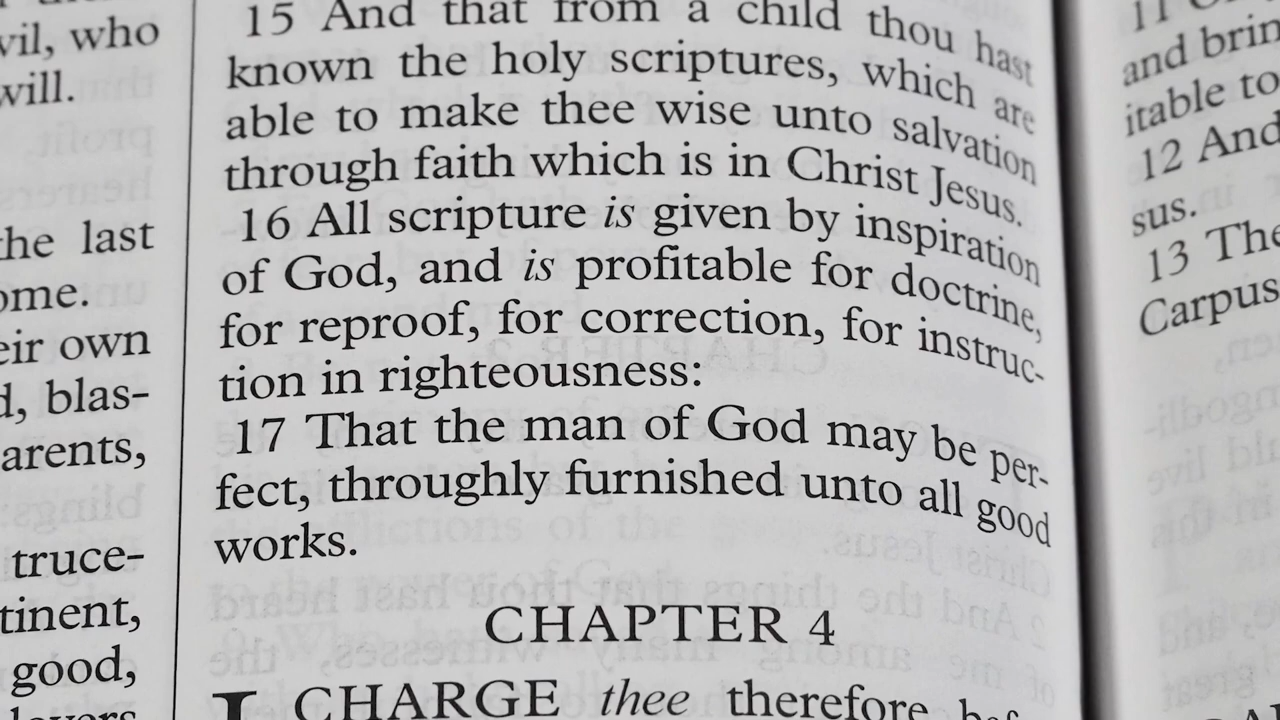 vil, who
will.
the last
ome.
eir own
d, blas-
arents,
truce-
tinent,
good,
lovers
15 And that from a child thou hast
known the holy scriptures, which are
able to make thee wise unto salvation
through faith which is in Christ Jesus.
16 All scripture is given by inspiration
of God, and is profitable for doctrine,
for reproof, for correction, for instruc-
tion in righteousness:
17 That the man of God may be per-
fect, throughly furnished unto all good
works.
CHAPTER 4
I CHARGE thee therefore bef
11
and brin
itable to
12 And
sus.
13 The
Carpus